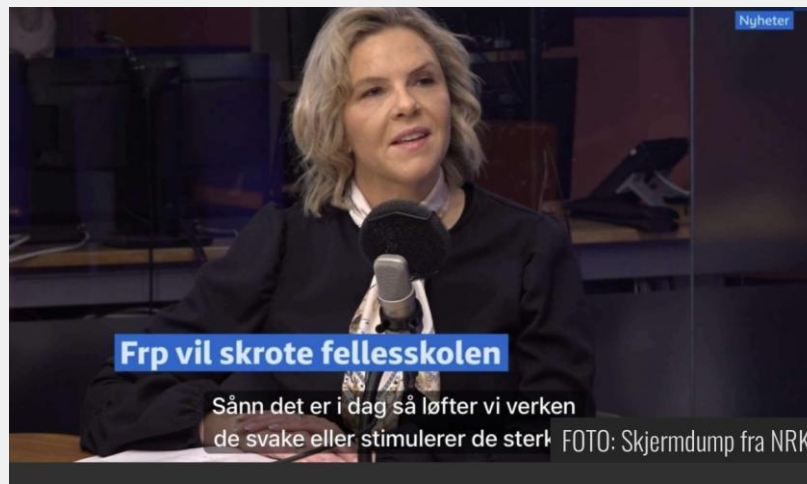 Nyheter
Frp vil skrote fellesskolen
Sånn det er i dag så løfter vi verken
de svake eller stimulerer de
FOTO: Skjermdump fra NRK